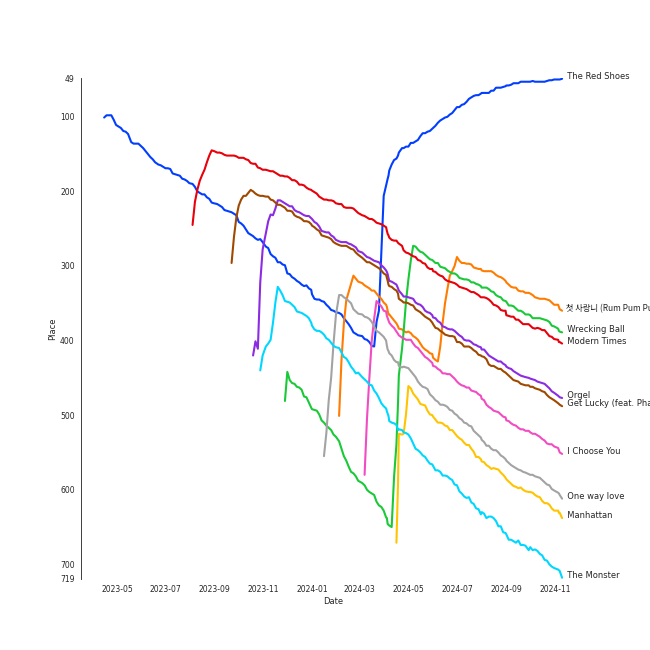 49
100
200
300
400
500
600
700
719
Place
2023-05
2023-07
2023-09
2023-11
2024-01
2024-03
2024-05
2024-07
2024-09
2024-11
Date
The Red Shoes
첫 사랑니 (Rum Pum Pu
Wrecking Ball
Modern Times
Orgel
Get Lucky (feat. Pha
I Choose You
One way love
Manhattan
The Monster